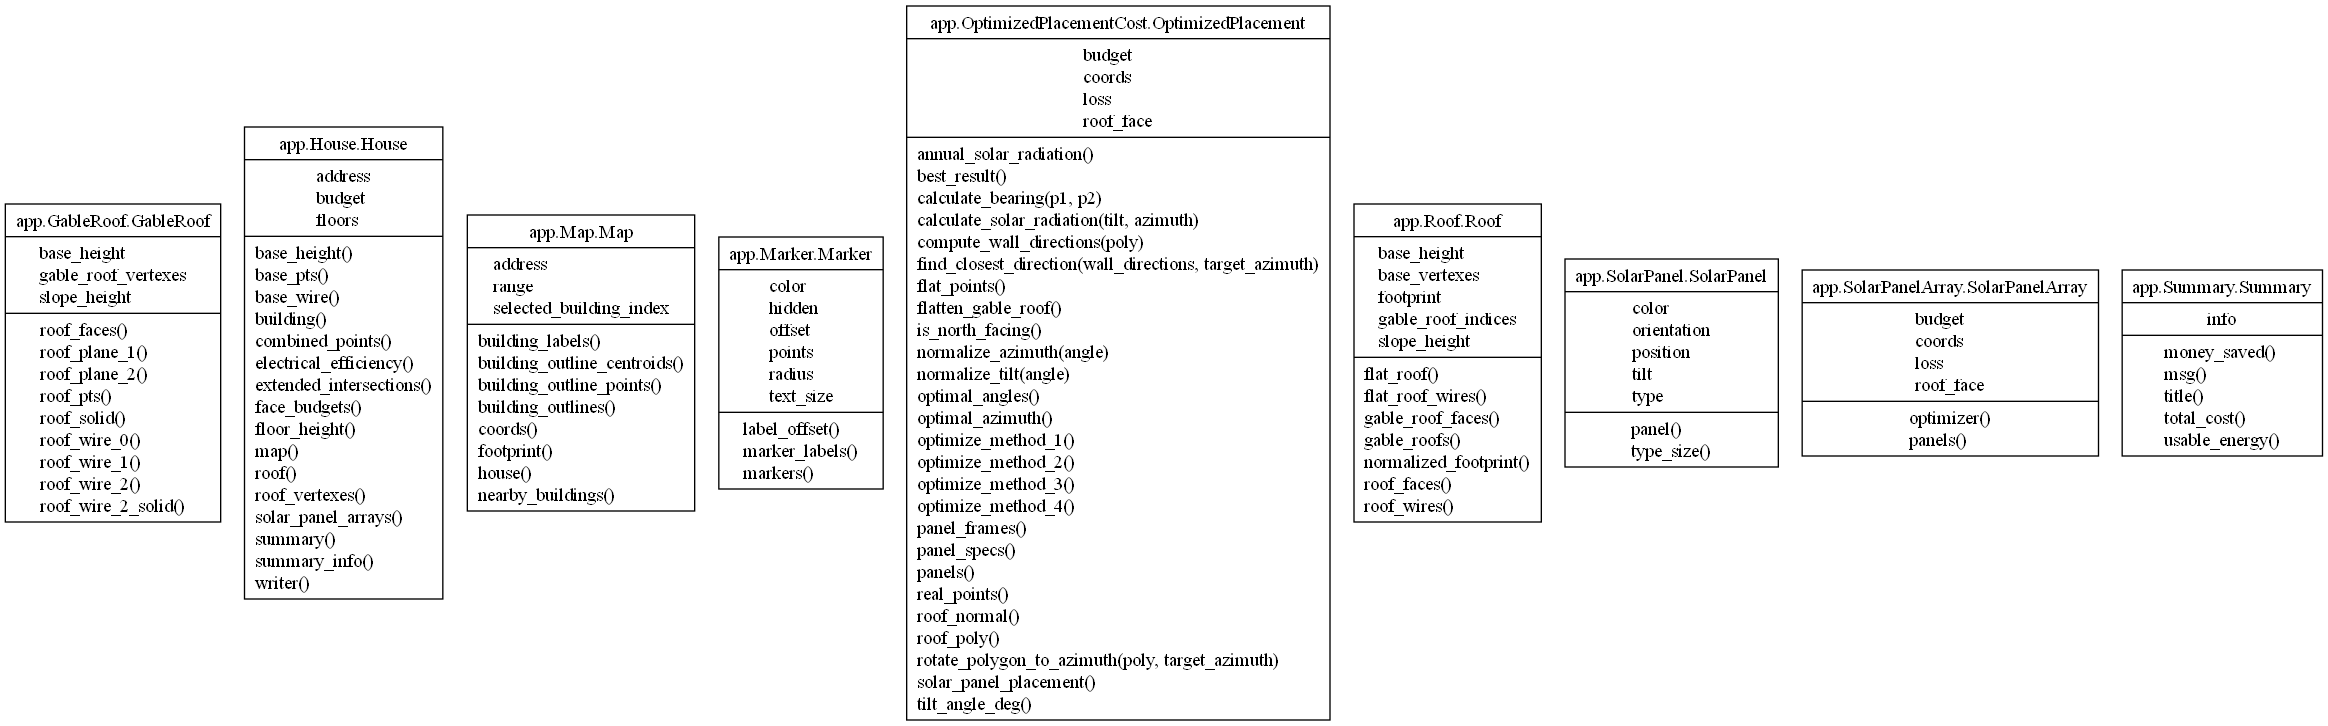 app.GableRoof.GableRoof
base_height
gable_roof_vertexes
slope_height
roof_faces()
roof_plane_1()
roof_plane_2()
roof_pts()
roof_solid()
roof_wire_0()
roof_wire_1()
roof_wire_2()
roof_wire_2_solid()
app.House.House
address
budget
floors
base_height()
base_pts()
base_wire()
building()
combined_points()
electrical_efficiency()
extended_intersections()
face_budgets()
floor_height()
map()
roof()
roof_vertexes()
solar_panel_arrays()
summary()
summary_info()
writer()
app.Map.Map
address
range
selected_building_index
building_labels()
building_outline_centroids()
building_outline_points()
building_outlines()
coords()
footprint()
house()
nearby_buildings()
app.Marker.Marker
color
hidden
offset
points
radius
text_size
label_offset()
marker_labels()
markers()
app.OptimizedPlacementCost.OptimizedPlacement
budget
coords
loss
roof_face
annual_solar_radiation()
best_result()
calculate_bearing(p1, p2)
calculate_solar_radiation(tilt, azimuth)
compute_wall_directions(poly)
find_closest_direction(wall_directions, target_azimuth)
flat_points()
flatten_gable_roof()
is_north_facing()
normalize_azimuth(angle)
normalize_tilt(angle)
optimal_angles()
optimal_azimuth()
optimize_method_1()
optimize_method_2()
optimize_method_3()
optimize_method_4()
panel_frames()
panel_specs()
panels()
real_points()
roof_normal()
roof_poly()
rotate_polygon_to_azimuth(poly, target_azimuth)
solar_panel_placement()
tilt_angle_deg()
app.Roof.Roof
base_height
base_vertexes
footprint
gable_roof_indices
slope_height
flat_roof()
flat_roof_wires()
gable_roof_faces()
gable_roofs()
normalized_footprint()
roof_faces()
roof_wires()
app.SolarPanel.SolarPanel
color
orientation
position
tilt
type
panel()
type_size()
app.SolarPanelArray.SolarPanelArray
budget
coords
loss
roof_face
optimizer()
panels()
app.Summary.Summary
info
money_saved()
msg()
title()
total_cost()
usable_energy()